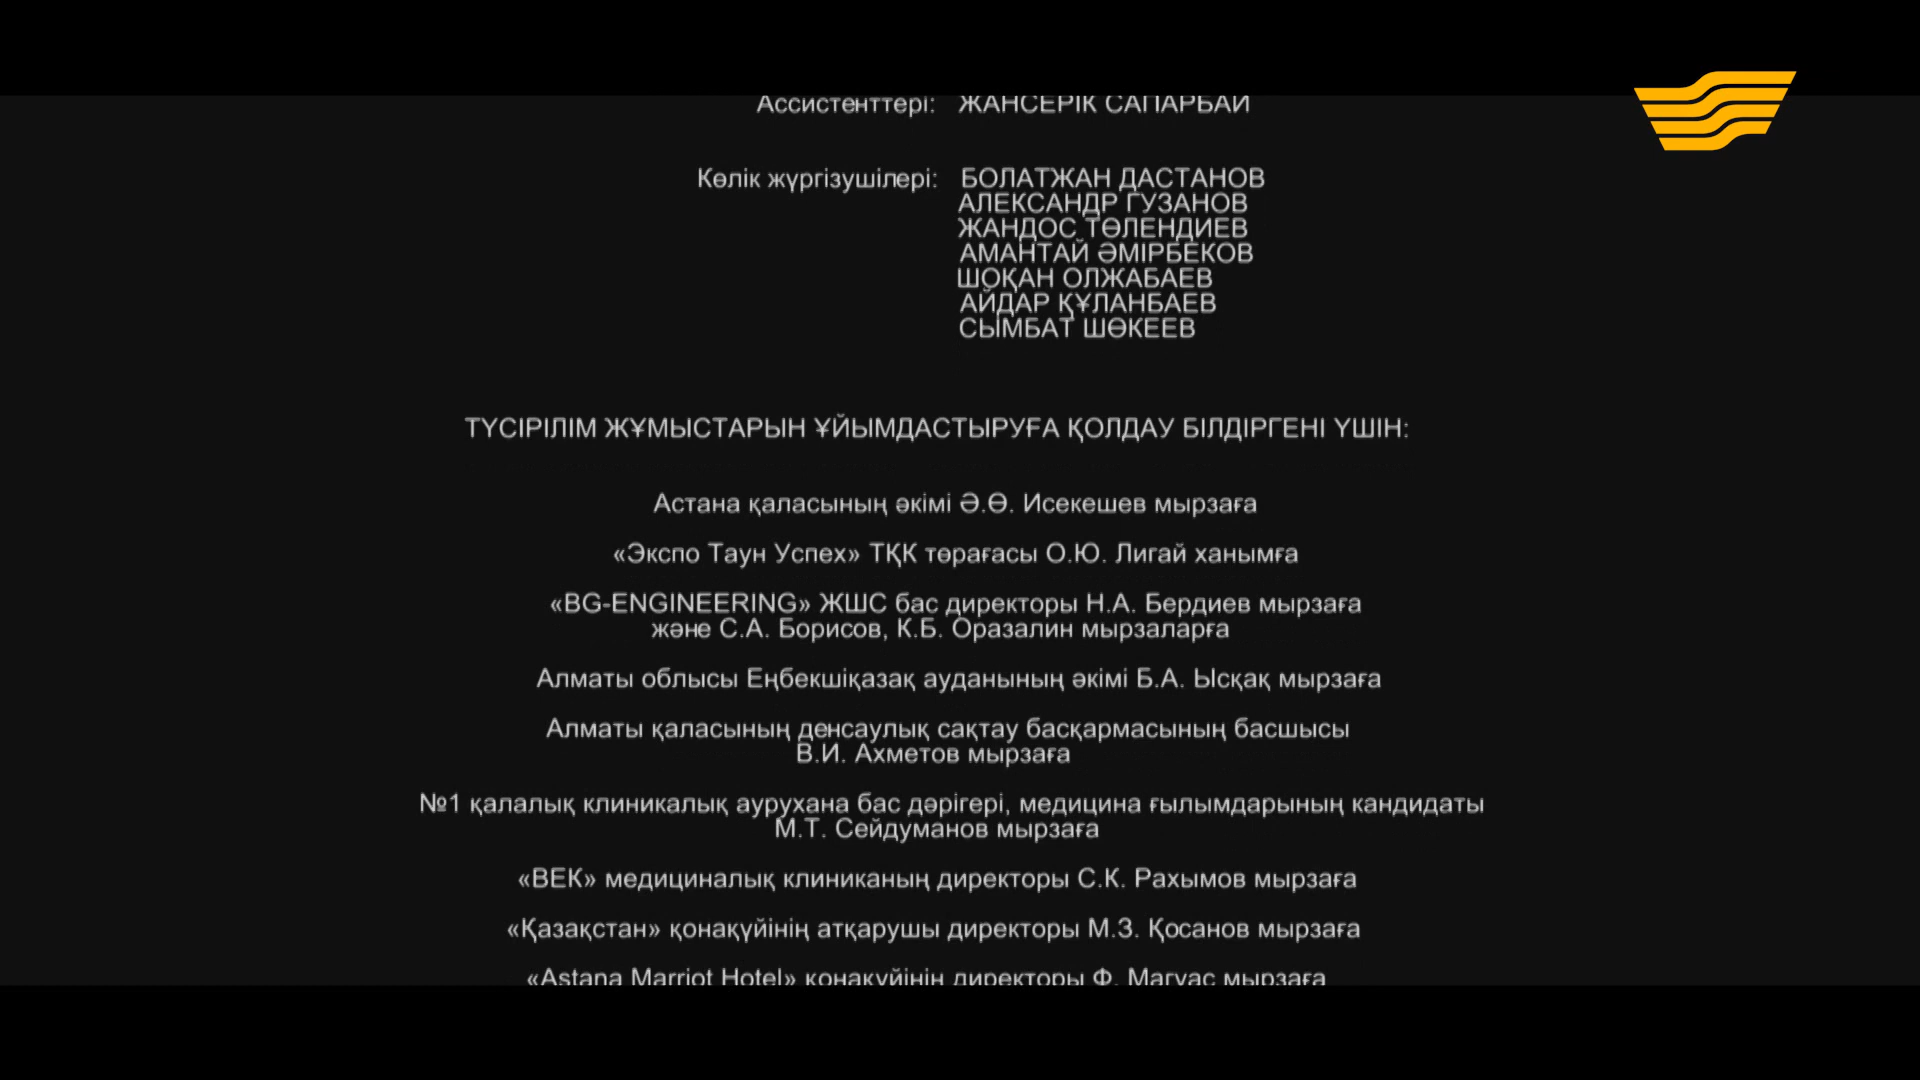 Ассистенттері: ЖАНСЕРІК САПАРБАЙ
Көлік жүргізушілері: БОЛАТЖАН ДАСТАНОВ
АЛЕКСАНДР ГУЗАНОВ
ЖАНДОС ТӨЛЕНДИЕВ
АМАНТАЙ ӘМІРБЕКОВ
ШОҚАН ОЛЖАБАЕВ
АЙДАР ҚҰЛАНБАЕВ
СЫМБАТ ШӨКЕЕВ
ТҮСІРІЛІМ ЖҰМЫСТАРЫН ҰЙЫМДАСТЫРУҒА ҚОЛДАУ БІЛДІРГЕНІ ҮШІН:
Астана қаласының әкімі Ә.Ө. Исекешев мырзаға
«Экспо Таун Успех» ТҚК төрағасы О.Ю. Лигай ханымға
«BG-ENGINEERING» ЖШС бас директоры Н.А. Бердиев мырзаға
және С.А. Борисов, К.Б. Оразалин мырзаларға
Алматы облысы Еңбекшіқазақ ауданының әкімі Б.А. Ысқақ мырзаға
Алматы қаласының денсаулық сақтау басқармасының басшысы
В.И. Ахметов мырзаға
№1 қалалық клиникалық аурухана бас дәрігері, медицина ғылымдарының кандидаты
М.Т. Сейдуманов мырзаға
«ВЕК» медициналық клиниканың директоры С.К. Рахымов мырзаға
«Қазақстан» қонақүйінің атқарушы директоры М.З. Қосанов мырзаға
«Astana Marriot Hotel» қонақүйінің директоры Ф. Магуас мырзаға